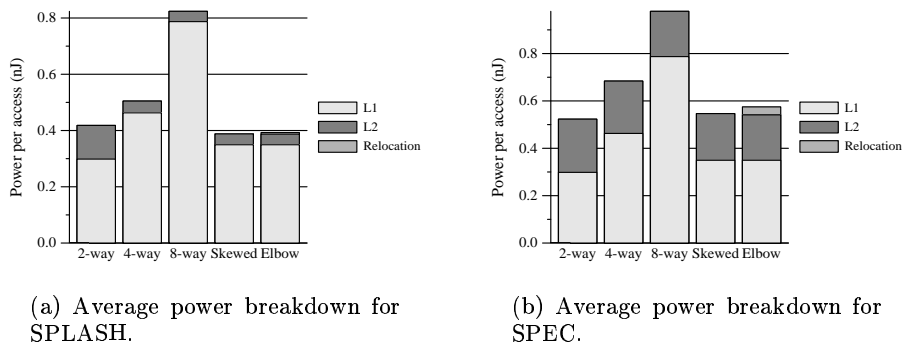 Power per access (nJ)
0.8
0.6
0.4
0.2
0.0
2-way 4-way 8-way Skewed Elbow
L1
L2
Relocation
(a) Average power breakdown for
SPLASH.
Power per access (nJ)
0.8
0.6
0.4
0.2
0.0
2-way 4-way 8-way Skewed Elbow
L1
L2
Relocation
(b) Average power breakdown for
SPEC.